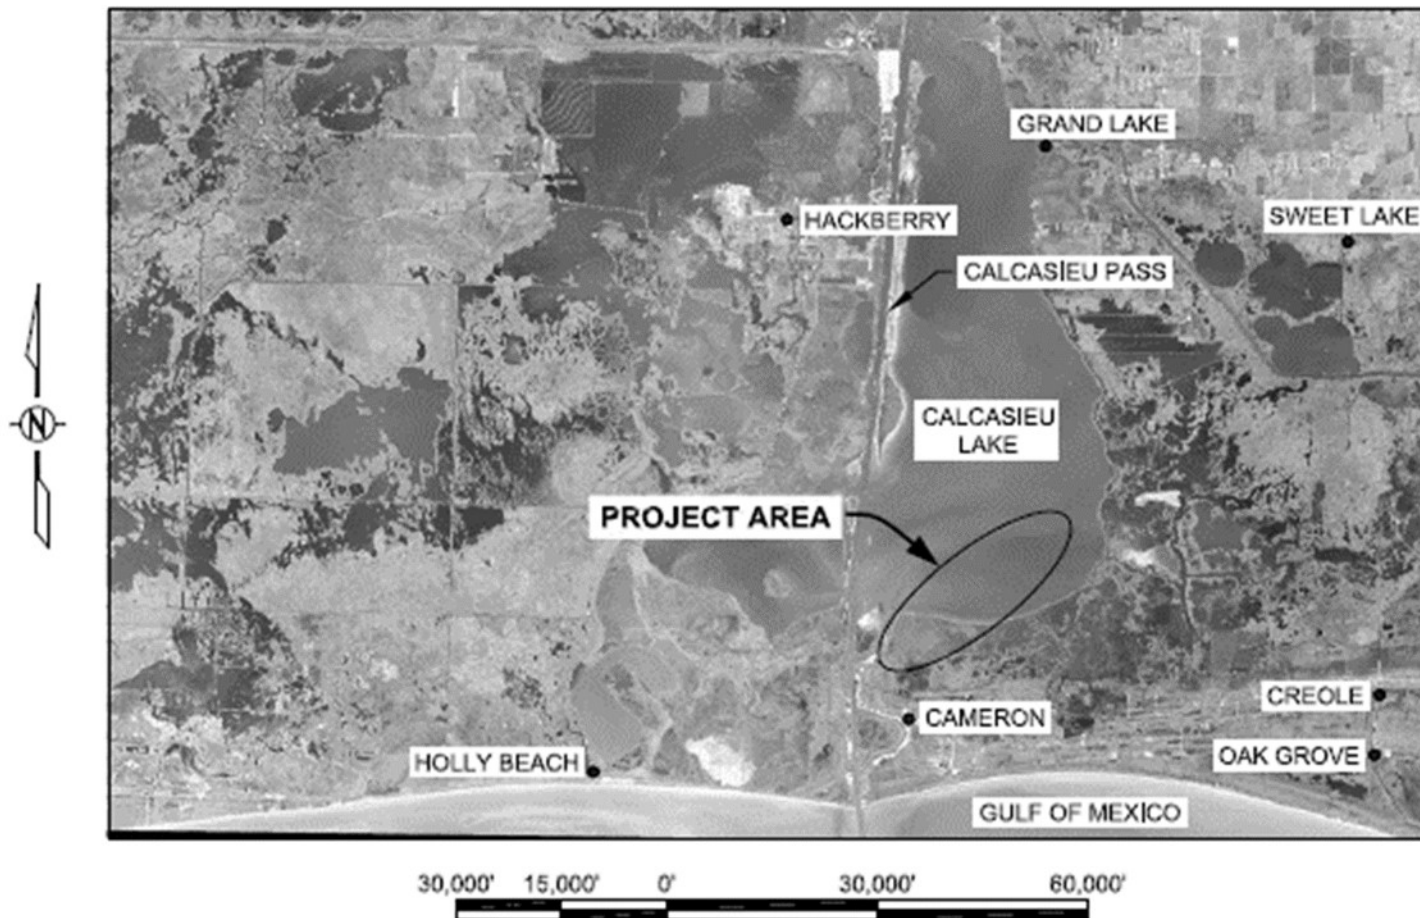 GRAND LAKE
HACKBERRY
SWEET LAKE
CALCASIEU PASS
CALCASIEU
LAKE
N
PROJECT AREA
CREOLE
CAMERON
OAK GROVE
HOLLY BEACH
GULF OF MEXICO
30,000' 15,000' 0' 30,000' 60,000'